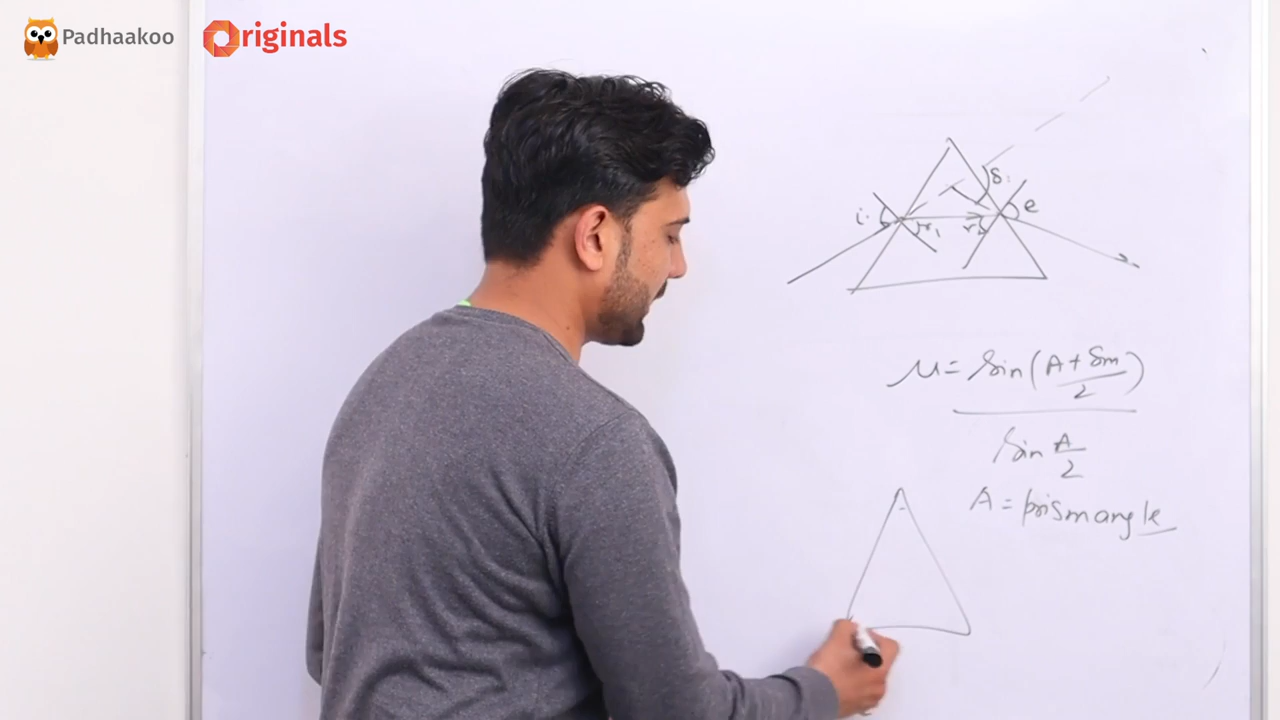 Padhaakoo Originals
δ
i e
r₁ r₂
μ = sin(A + δm / 2)
sin A/2
A = prism angle